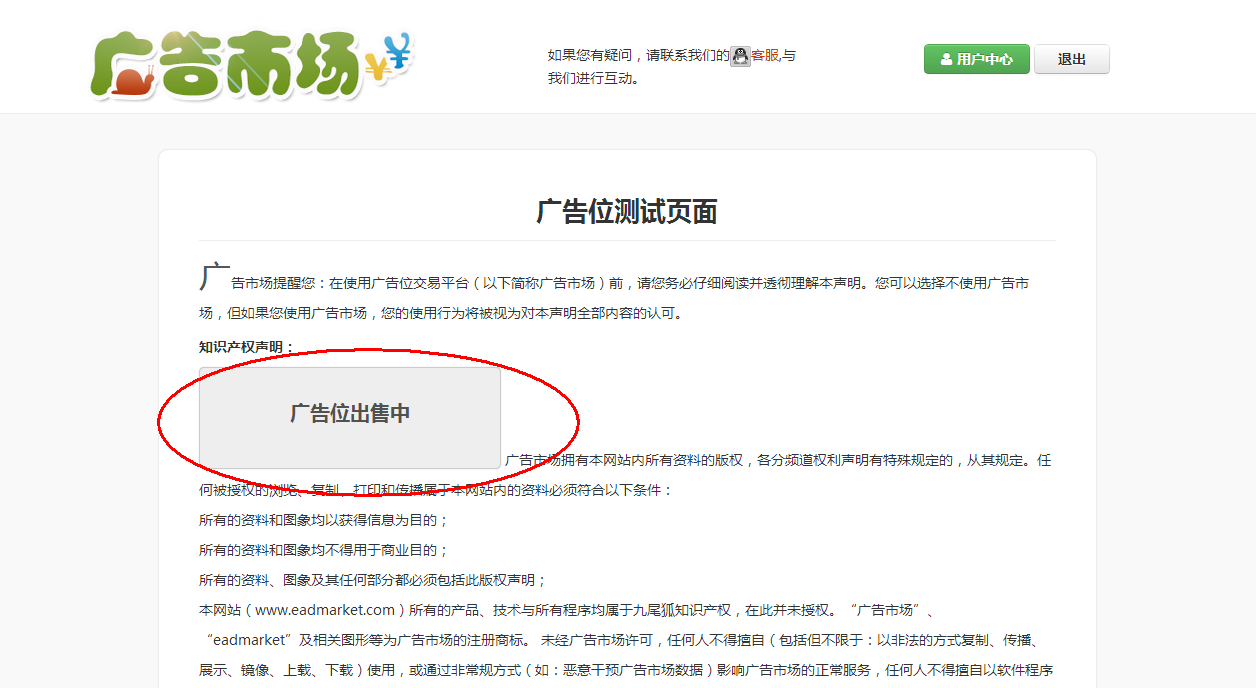 广告市场¥¥
如果您有疑问，请联系我们的客服,与
我们进行互动。
用户中心
退出
广告位测试页面
广告市场提醒您：在使用广告位交易平台（以下简称广告市场）前，请您务必仔细阅读并透彻理解本声明。您可以选择不使用广告市
场，但如果您使用广告市场，您的使用行为将被视为对本声明全部内容的认可。
知识产权声明：
广告位出售中
广告市场拥有本网站内所有资料的版权，各分频道权利声明有特殊规定的，从其规定。任
何被授权的浏览、复制、打印和传播属于本网站内的资料必须符合以下条件：
所有的资料和图象均以获得信息为目的；
所有的资料和图象均不得用于商业目的；
所有的资料、图象及其任何部分都必须包括此版权声明；
本网站（www.eadmarket.com）所有的产品、技术与所有程序均属于九尾狐知识产权，在此并未授权。“广告市场”、
“eadmarket”及相关图形等为广告市场的注册商标。 未经广告市场许可，任何人不得擅自（包括但不限于：以非法的方式复制、传播、
展示、镜像、上载、下载）使用，或通过非常规方式（如：恶意干预广告市场数据）影响广告市场的正常服务，任何人不得擅自以软件程序